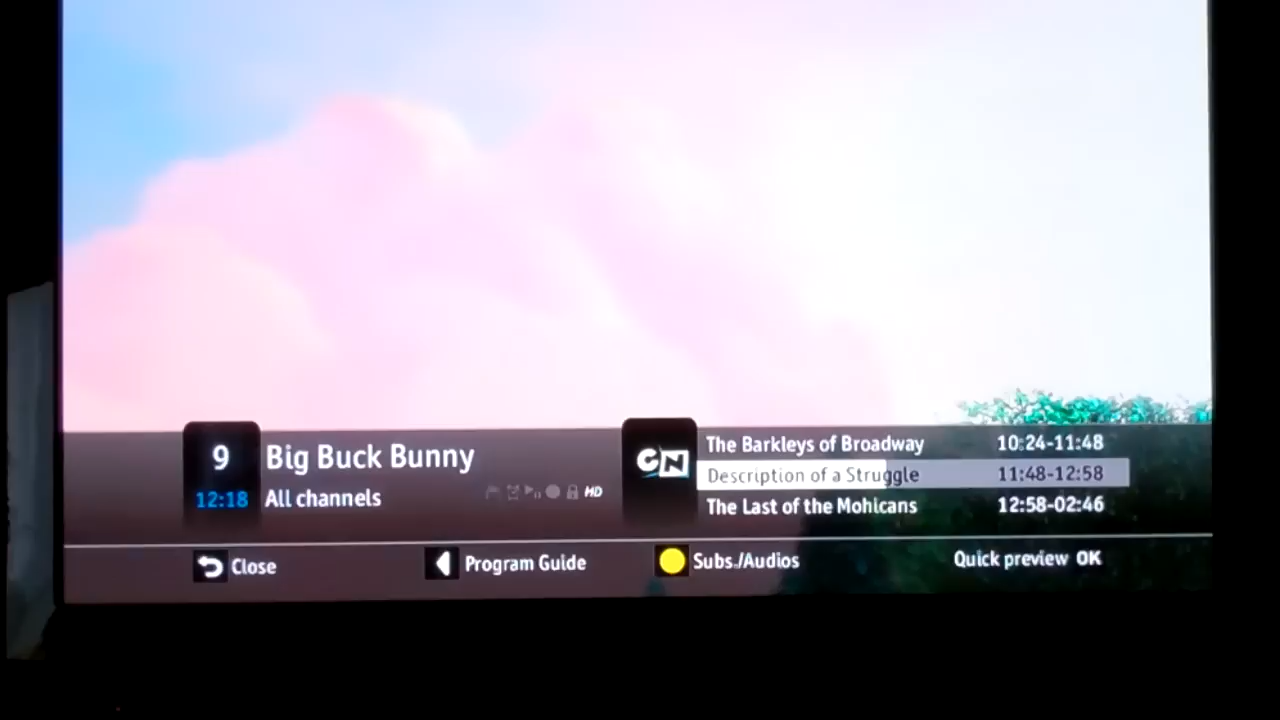 9
12:18
Big Buck Bunny
All channels
HD
CN
The Barkleys of Broadway 10:24-11:48
Description of a Struggle 11:48-12:58
The Last of the Mohicans 12:58-02:46
Close
Program Guide
Subs./Audios
Quick preview OK